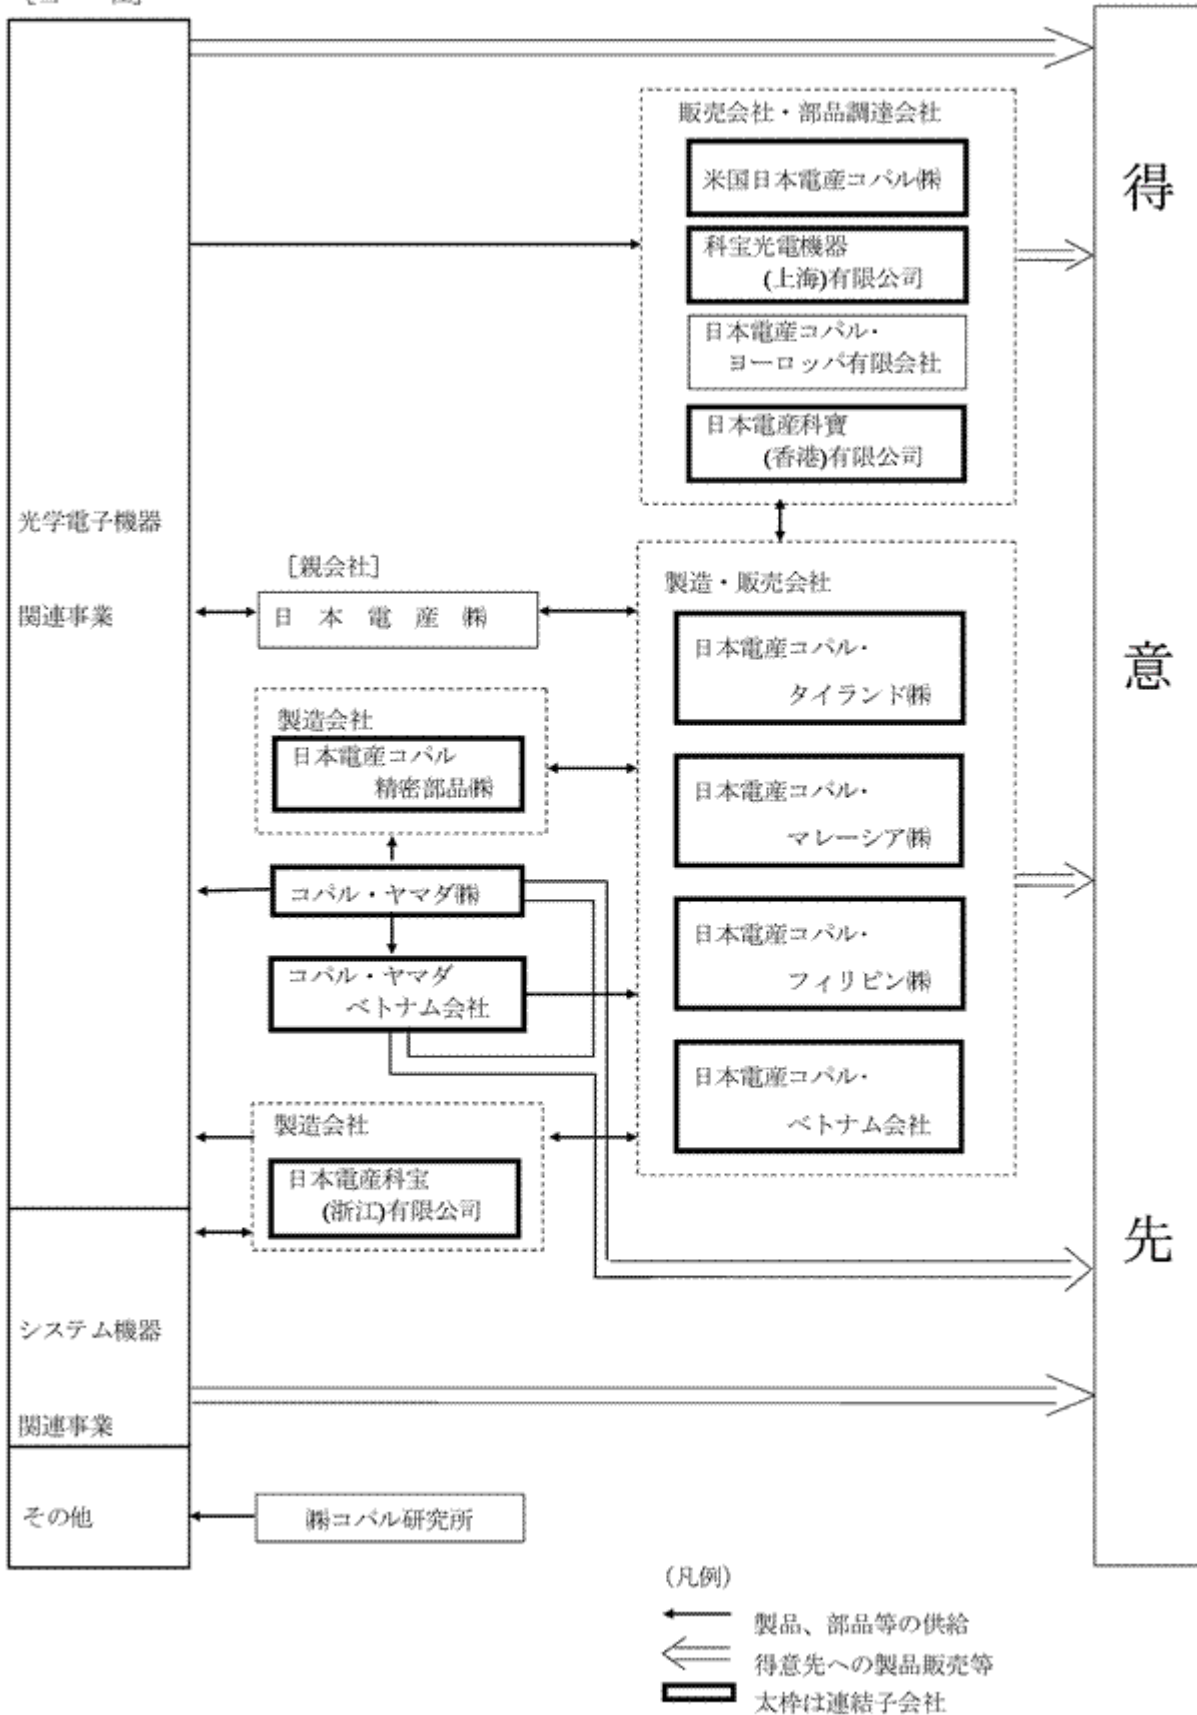 販売会社・部品調達会社
米国日本電産コパル㈱
科宝光電機器
(上海)有限公司
日本電産コパル・
ヨーロッパ有限会社
日本電産科寶
(香港)有限公司
得
意
先
光学電子機器
関連事業
[親会社]
日 本 電 産 ㈱
製造・販売会社
日本電産コパル・
タイランド㈱
日本電産コパル・
マレーシア㈱
日本電産コパル・
フィリピン㈱
日本電産コパル・
ベトナム会社
製造会社
日本電産コパル
精密部品㈱
コパル・ヤマダ㈱
コパル・ヤマダ
ベトナム会社
製造会社
日本電産科宝
(浙江)有限公司
システム機器
関連事業
その他
㈱コパル研究所
(凡例)
製品、部品等の供給
得意先への製品販売等
太枠は連結子会社